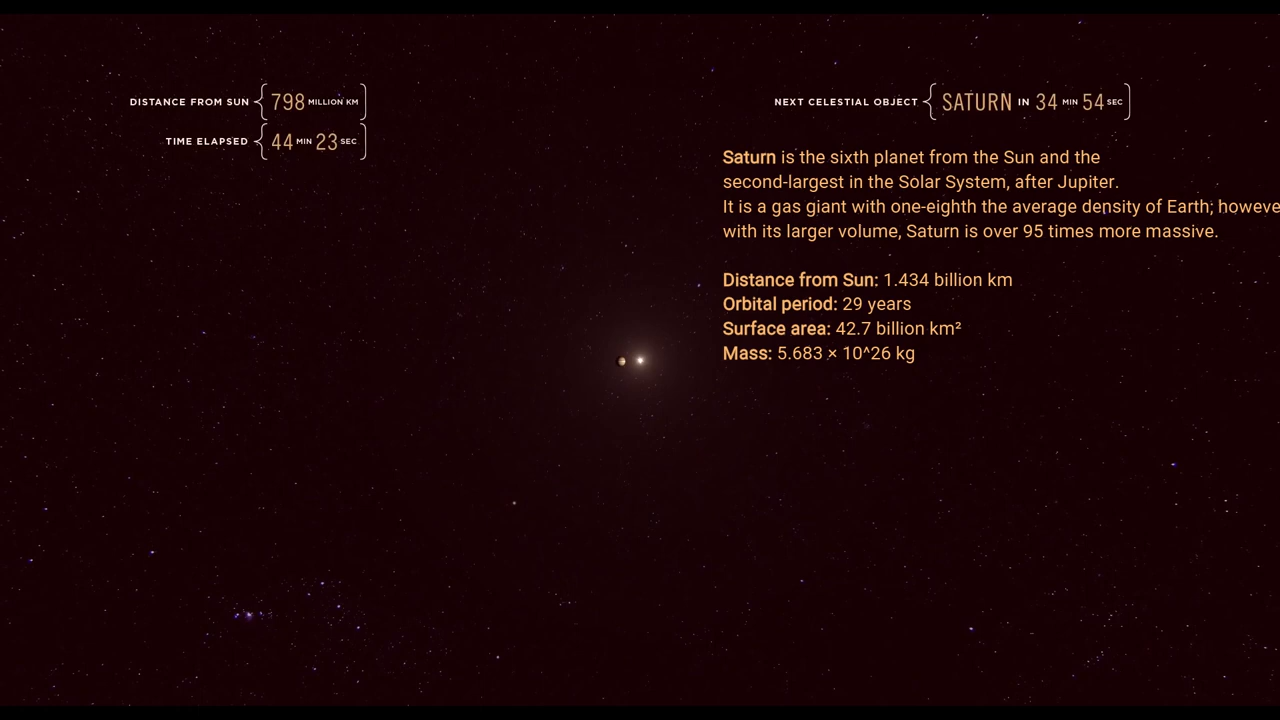 DISTANCE FROM SUN 798 MILLION KM
TIME ELAPSED 44 MIN 23 SEC
NEXT CELESTIAL OBJECT SATURN IN 34 MIN 54 SEC
Saturn is the sixth planet from the Sun and the
second-largest in the Solar System, after Jupiter.
It is a gas giant with one-eighth the average density of Earth; howeve
with its larger volume, Saturn is over 95 times more massive.
Distance from Sun: 1.434 billion km
Orbital period: 29 years
Surface area: 42.7 billion km²
Mass: 5.683 × 10^26 kg